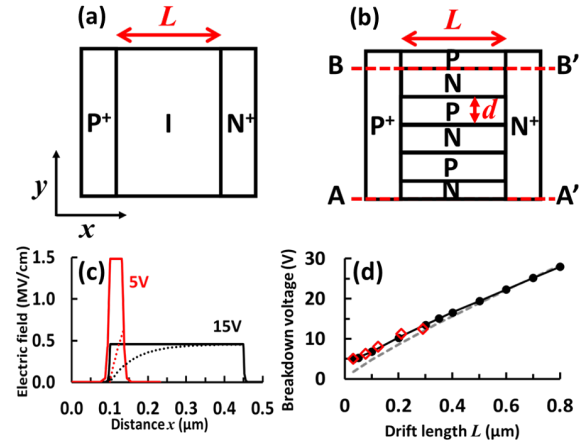 (a)
L
P+
I
N+
y
x
(b)
L
B
P
B'
N
P
d
P+
N
N+
P
A
N
A'
(c)
Electric field (MV/cm)
1.5
1.0
0.5
0.0
5V
15V
0.0 0.1 0.2 0.3 0.4 0.5
Distance x (μm)
(d)
Breakdown voltage (V)
30
20
10
0
0 0.2 0.4 0.6 0.8
Drift length L (μm)